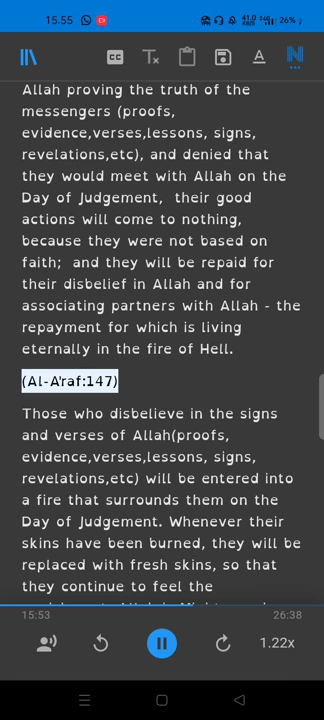 15.55 26%
CC T A N
Allah proving the truth of the
messengers (proofs,
evidence,verses,lessons, signs,
revelations,etc), and denied that
they would meet with Allah on the
Day of Judgement,  their good
actions will come to nothing,
because they were not based on
faith;  and they will be repaid for
their disbelief in Allah and for
associating partners with Allah - the
repayment for which is living
eternally in the fire of Hell.
(Al-A'raf:147)
Those who disbelieve in the signs
and verses of Allah(proofs,
evidence,verses,lessons, signs,
revelations,etc) will be entered into
a fire that surrounds them on the
Day of Judgement. Whenever their
skins have been burned, they will be
replaced with fresh skins, so that
they continue to feel the
15:53 26:38
1.22x